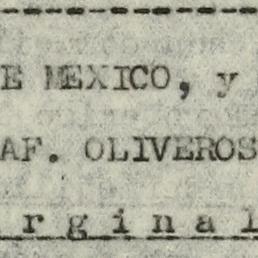 E MEXICO, y
AF. OLIVEROS
r g i n a l